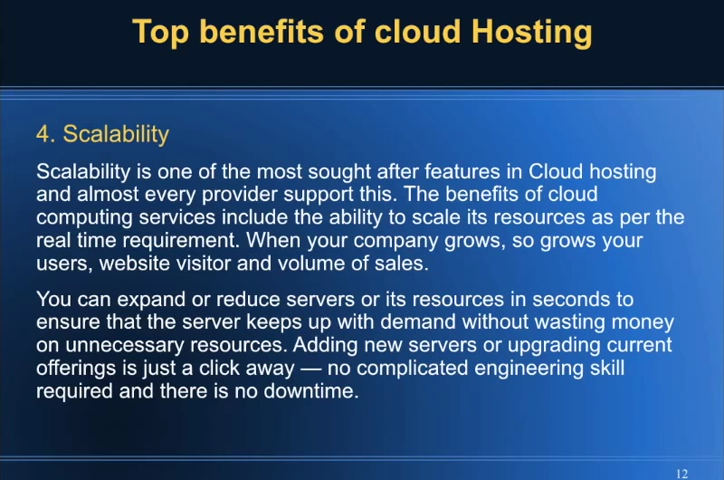 Top benefits of cloud Hosting
4. Scalability
Scalability is one of the most sought after features in Cloud hosting
and almost every provider support this. The benefits of cloud
computing services include the ability to scale its resources as per the
real time requirement. When your company grows, so grows your
users, website visitor and volume of sales.
You can expand or reduce servers or its resources in seconds to
ensure that the server keeps up with demand without wasting money
on unnecessary resources. Adding new servers or upgrading current
offerings is just a click away — no complicated engineering skill
required and there is no downtime.
12